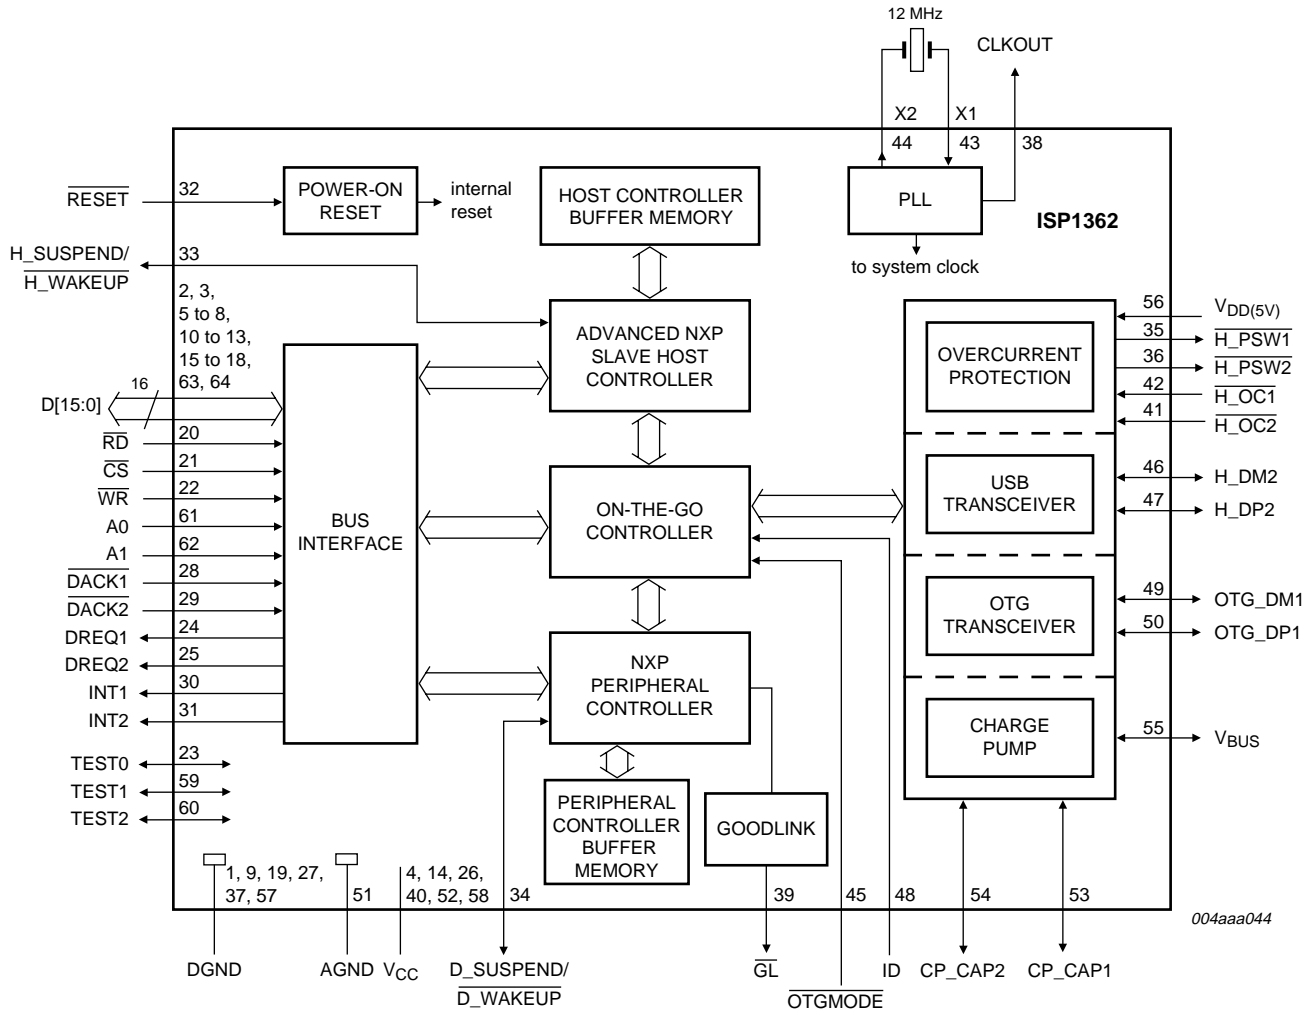 12 MHz
CLKOUT
X2
X1
44
43
38
RESET
32
POWER-ON
RESET
internal
reset
HOST CONTROLLER
BUFFER MEMORY
PLL
ISP1362
to system clock
H_SUSPEND/
H_WAKEUP
33
2, 3,
5 to 8,
10 to 13,
15 to 18,
63, 64
D[15:0]
16
RD
20
CS
21
WR
22
A0
61
A1
62
DACK1
28
DACK2
29
DREQ1
24
DREQ2
25
INT1
30
INT2
31
TEST0
23
TEST1
59
TEST2
60
BUS
INTERFACE
ADVANCED NXP
SLAVE HOST
CONTROLLER
ON-THE-GO
CONTROLLER
NXP
PERIPHERAL
CONTROLLER
PERIPHERAL
CONTROLLER
BUFFER
MEMORY
GOODLINK
OVERCURRENT
PROTECTION
USB
TRANSCEIVER
OTG
TRANSCEIVER
CHARGE
PUMP
56
VDD(5V)
35
H_PSW1
36
H_PSW2
42
H_OC1
41
H_OC2
46
H_DM2
47
H_DP2
49
OTG_DM1
50
OTG_DP1
55
VBUS
1, 9, 19, 27,
37, 57
51
4, 14, 26,
40, 52, 58
34
39
45
48
54
53
004aaa044
DGND
AGND
VCC
D_SUSPEND/
D_WAKEUP
GL
OTGMODE
ID
CP_CAP2
CP_CAP1